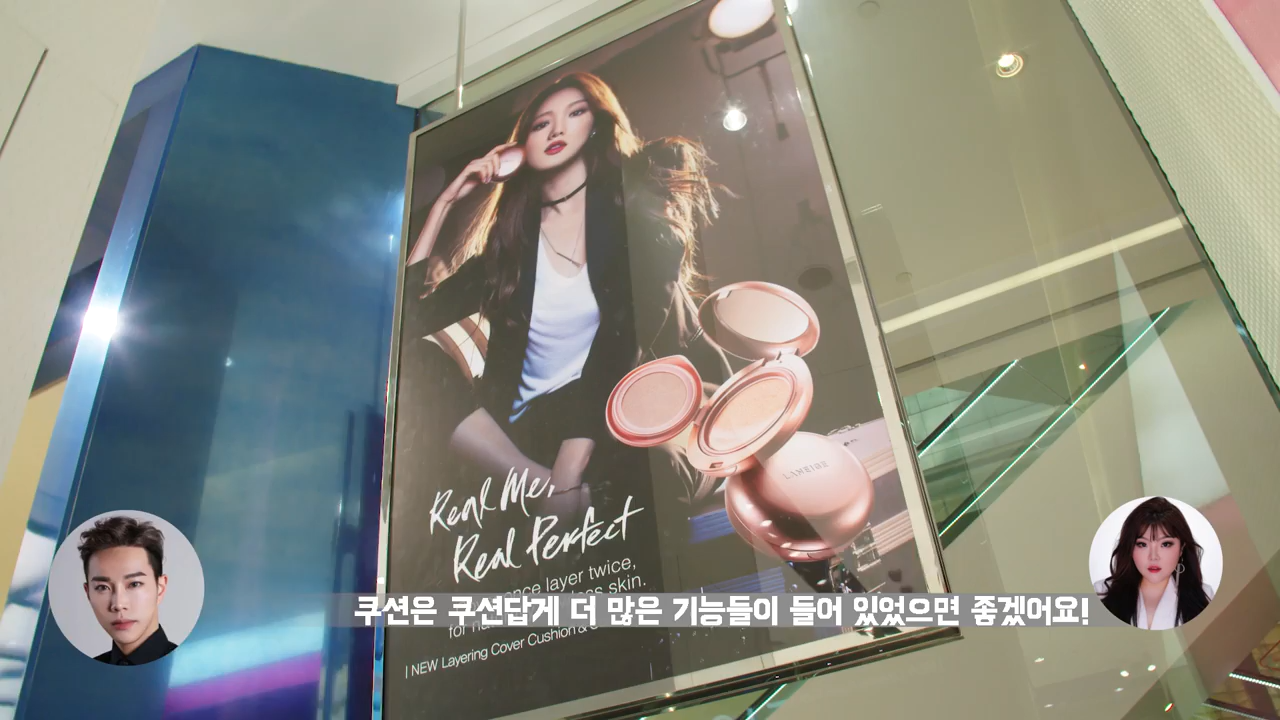 LANEIGE
Real Me,
Real Perfect
layer twice,
skin.
for
| NEW Layering Cover Cushion &
쿠션은 쿠션답게 더 많은 기능들이 들어 있었으면 좋겠어요!